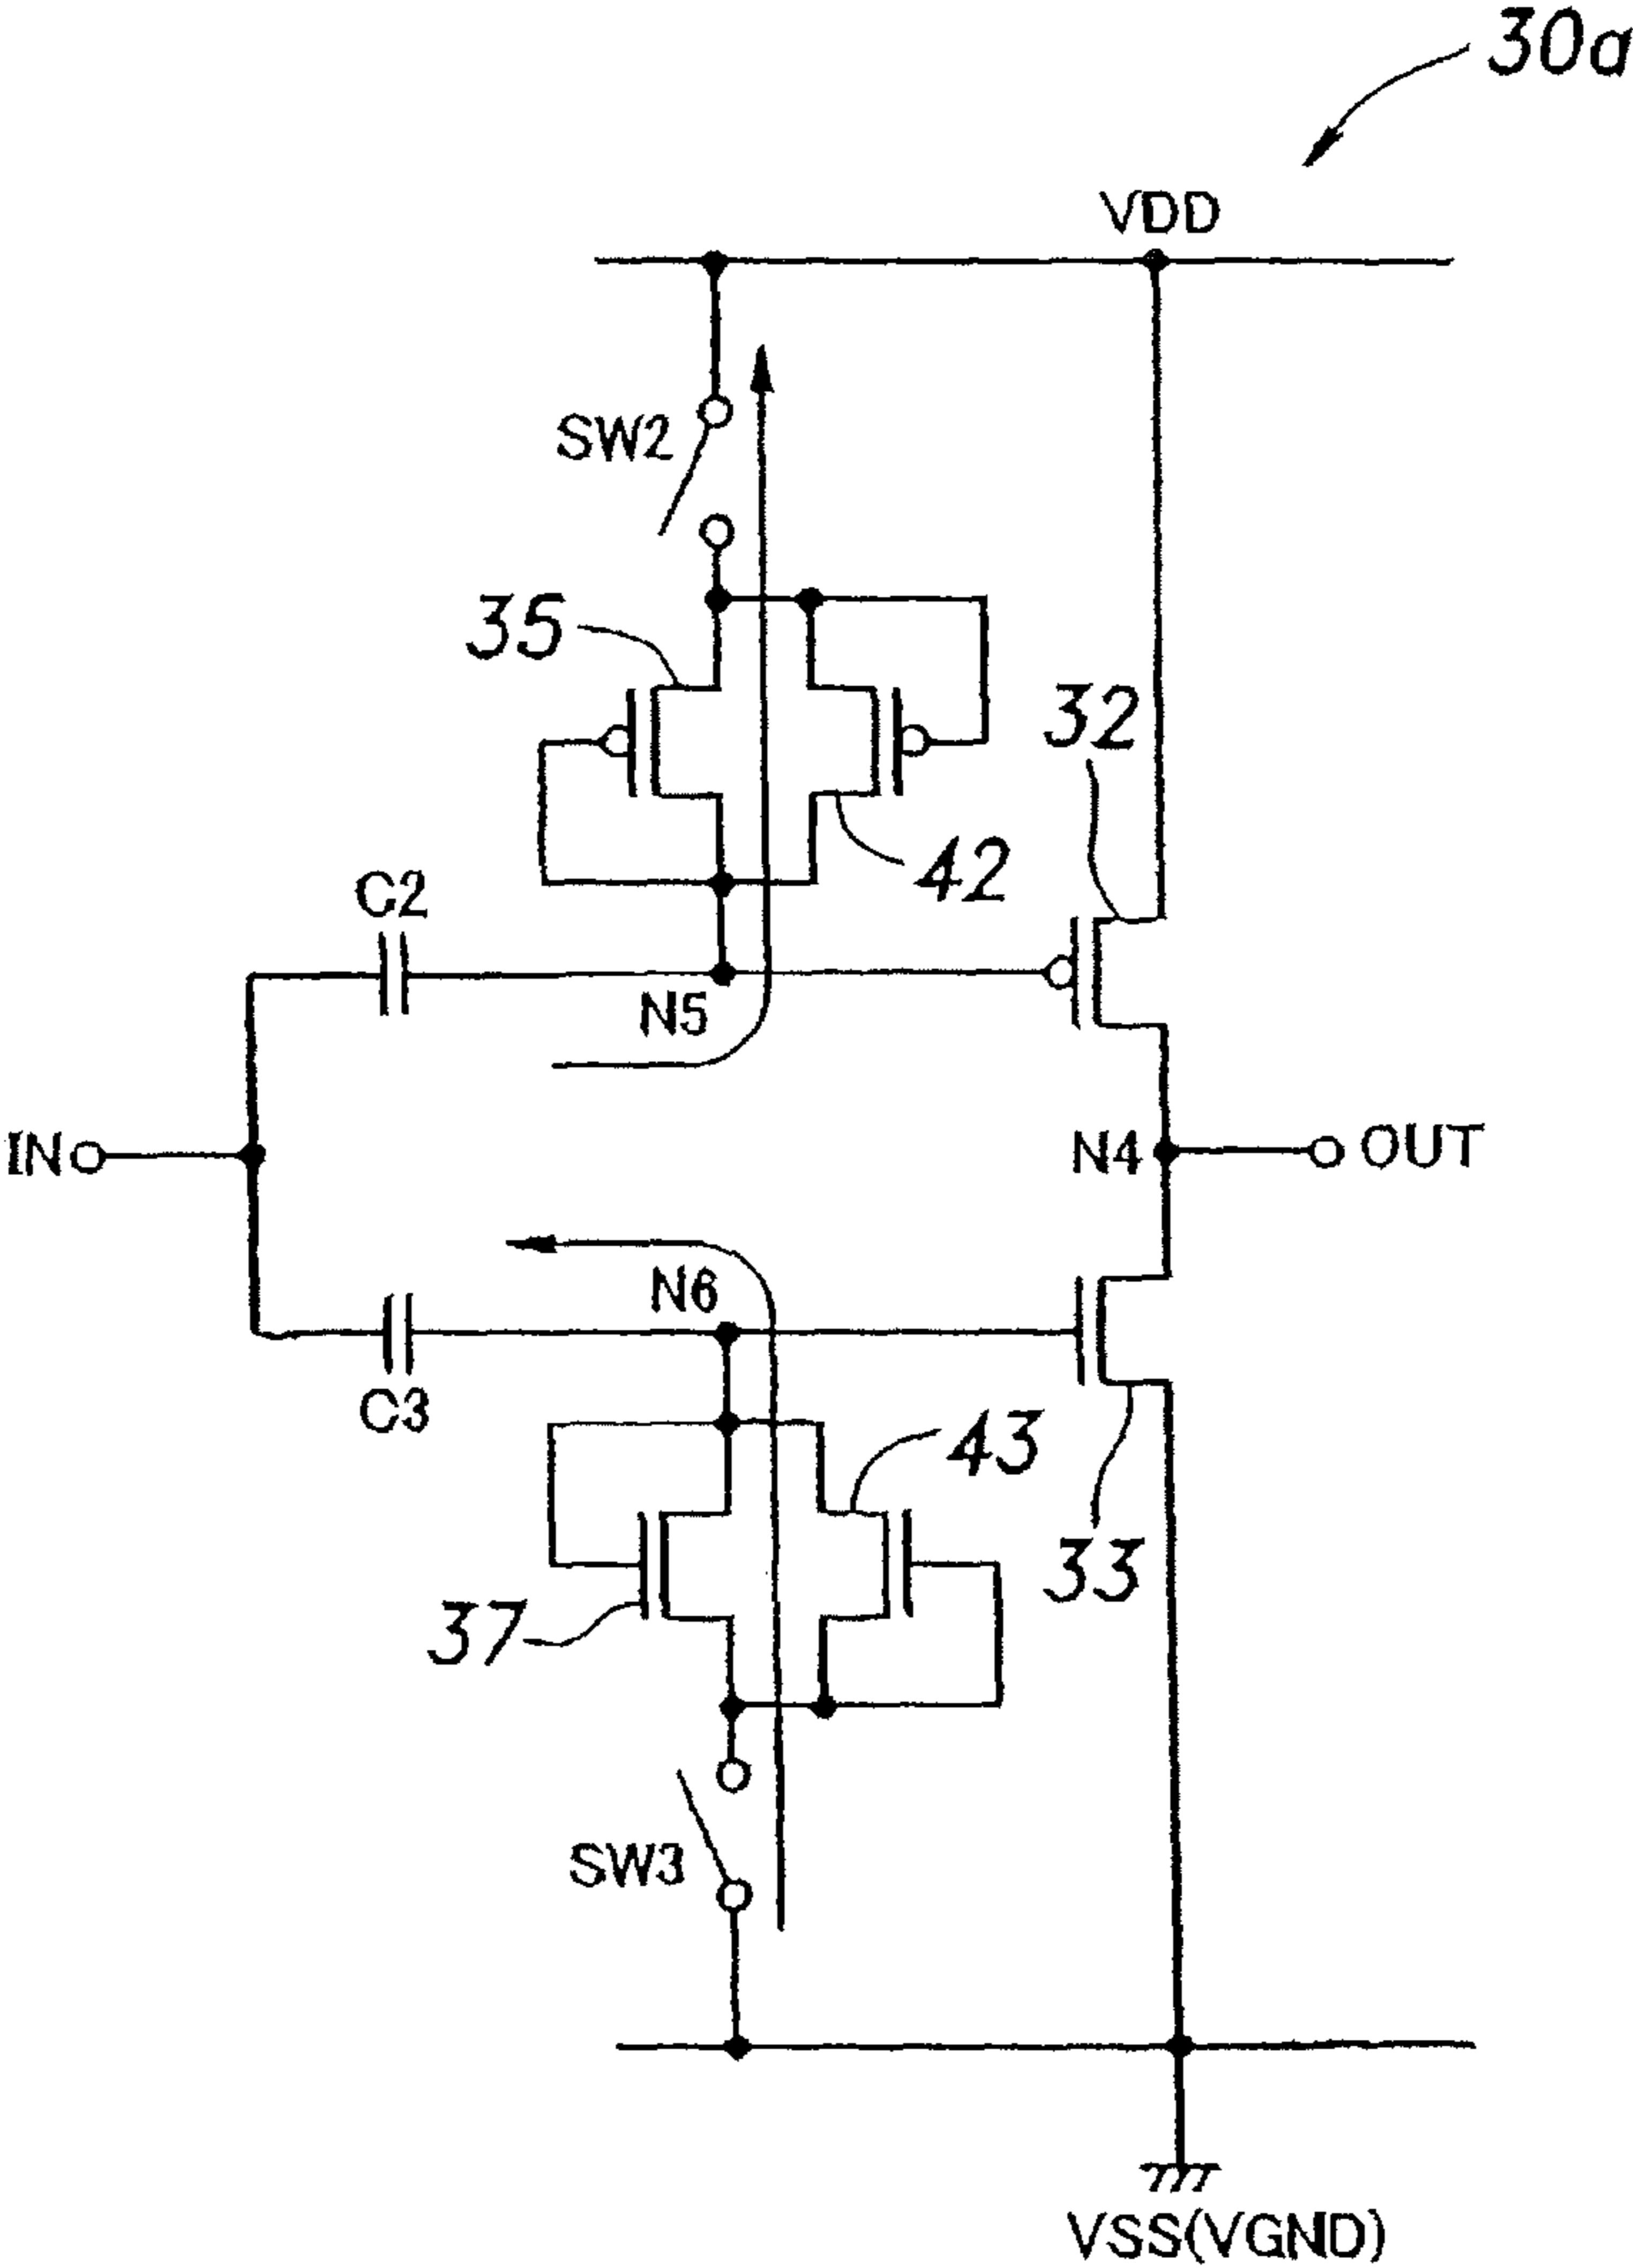 30a
VDD
SW2
35
32
42
C2
N5
IN
N4
OUT
N6
C3
43
33
37
SW3
VSS(VGND)